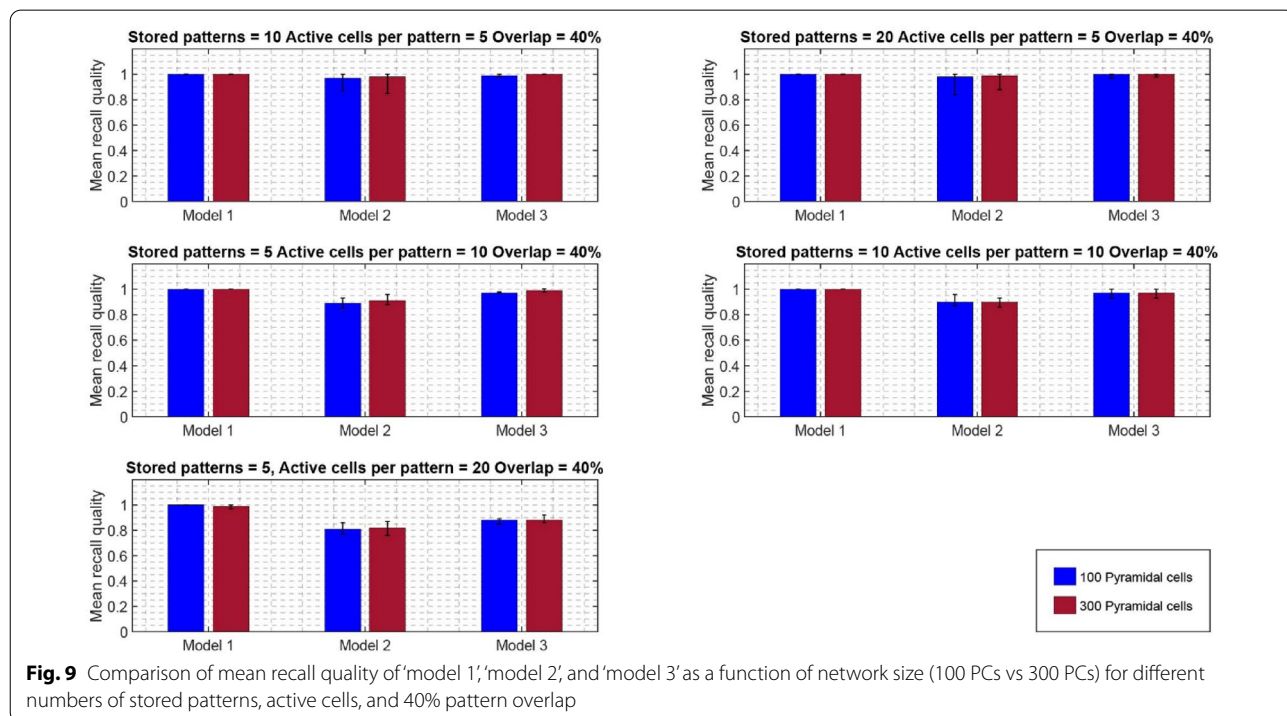 Stored patterns = 10 Active cells per pattern = 5 Overlap = 40%
Mean recall quality
1
0.8
0.6
0.4
0.2
0
Model 1 Model 2 Model 3
Stored patterns = 20 Active cells per pattern = 5 Overlap = 40%
Mean recall quality
1
0.8
0.6
0.4
0.2
0
Model 1 Model 2 Model 3
Stored patterns = 5 Active cells per pattern = 10 Overlap = 40%
Mean recall quality
1
0.8
0.6
0.4
0.2
0
Model 1 Model 2 Model 3
Stored patterns = 10 Active cells per pattern = 10 Overlap = 40%
Mean recall quality
1
0.8
0.6
0.4
0.2
0
Model 1 Model 2 Model 3
Stored patterns = 5, Active cells per pattern = 20 Overlap = 40%
Mean recall quality
1
0.8
0.6
0.4
0.2
0
Model 1 Model 2 Model 3
100 Pyramidal cells
300 Pyramidal cells
Fig. 9 Comparison of mean recall quality of ‘model 1’, ‘model 2’, and ‘model 3’ as a function of network size (100 PCs vs 300 PCs) for different
numbers of stored patterns, active cells, and 40% pattern overlap